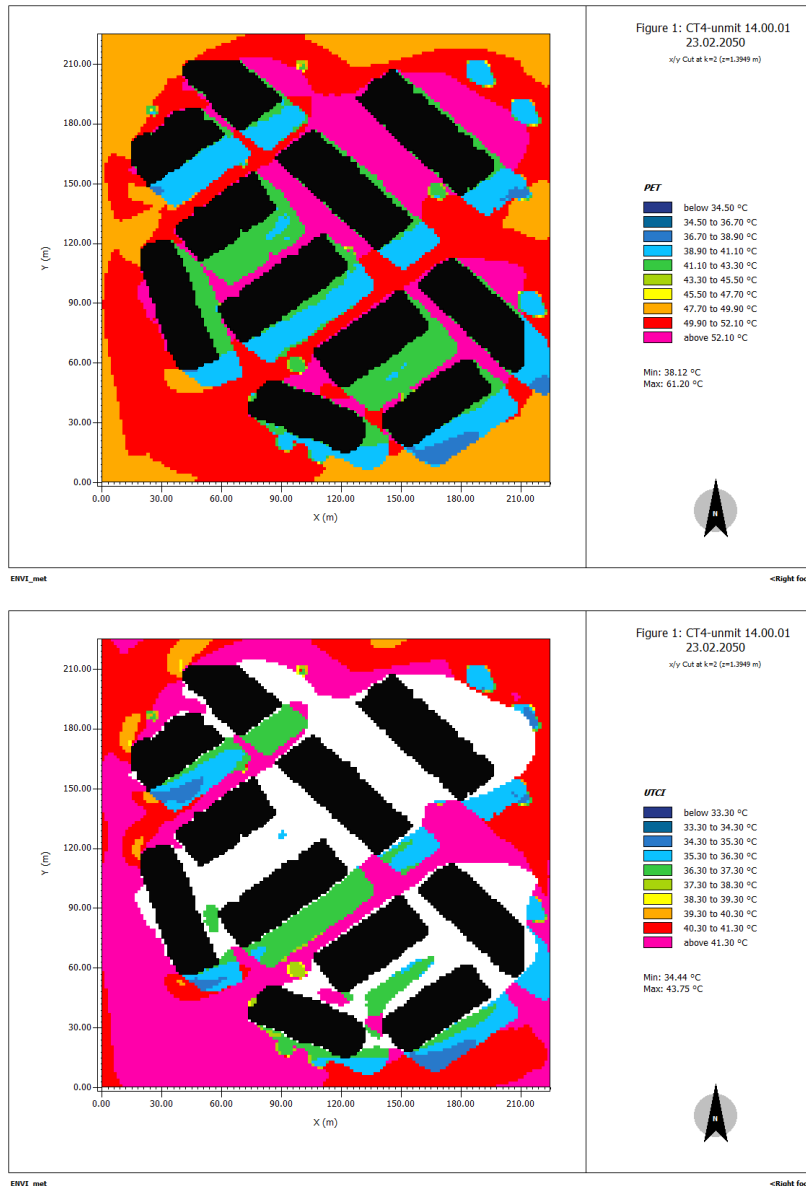 Figure 1: CT4-unmit 14.00.01
23.02.2050
x/y Cut at k=2 (z=1.3949 m)
210.00
180.00
150.00
120.00
90.00
60.00
30.00
0.00
Y (m)
0.00 30.00 60.00 90.00 120.00 150.00 180.00 210.00
X (m)
PET
below 34.50 °C
34.50 to 36.70 °C
36.70 to 38.90 °C
38.90 to 41.10 °C
41.10 to 43.30 °C
43.30 to 45.50 °C
45.50 to 47.70 °C
47.70 to 49.90 °C
49.90 to 52.10 °C
above 52.10 °C
Min: 38.12 °C
Max: 61.20 °C
N
ENVI_met
<Right foo
Figure 1: CT4-unmit 14.00.01
23.02.2050
x/y Cut at k=2 (z=1.3949 m)
210.00
180.00
150.00
120.00
90.00
60.00
30.00
0.00
Y (m)
0.00 30.00 60.00 90.00 120.00 150.00 180.00 210.00
X (m)
UTCI
below 33.30 °C
33.30 to 34.30 °C
34.30 to 35.30 °C
35.30 to 36.30 °C
36.30 to 37.30 °C
37.30 to 38.30 °C
38.30 to 39.30 °C
39.30 to 40.30 °C
40.30 to 41.30 °C
above 41.30 °C
Min: 34.44 °C
Max: 43.75 °C
N
ENVI_met
<Right foo